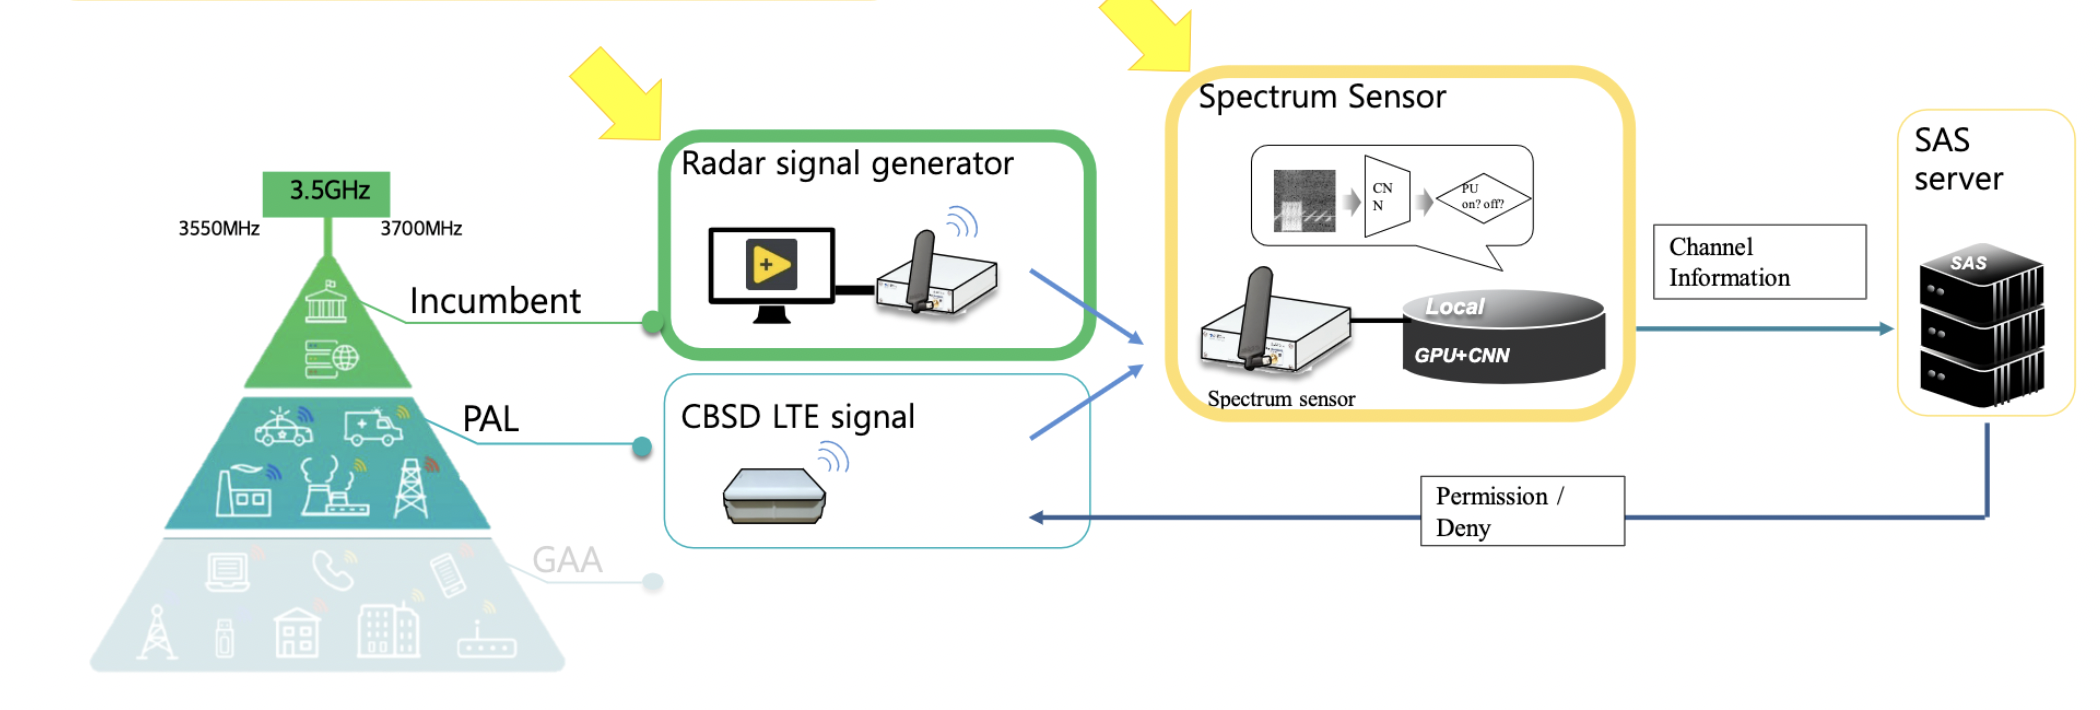 3.5GHz
3550MHz
3700MHz
Incumbent
PAL
GAA
Radar signal generator
CBSD LTE signal
Spectrum Sensor
CN
N
PU
on? off?
Local
GPU+CNN
Spectrum sensor
Channel
Information
SAS
server
SAS
Permission /
Deny